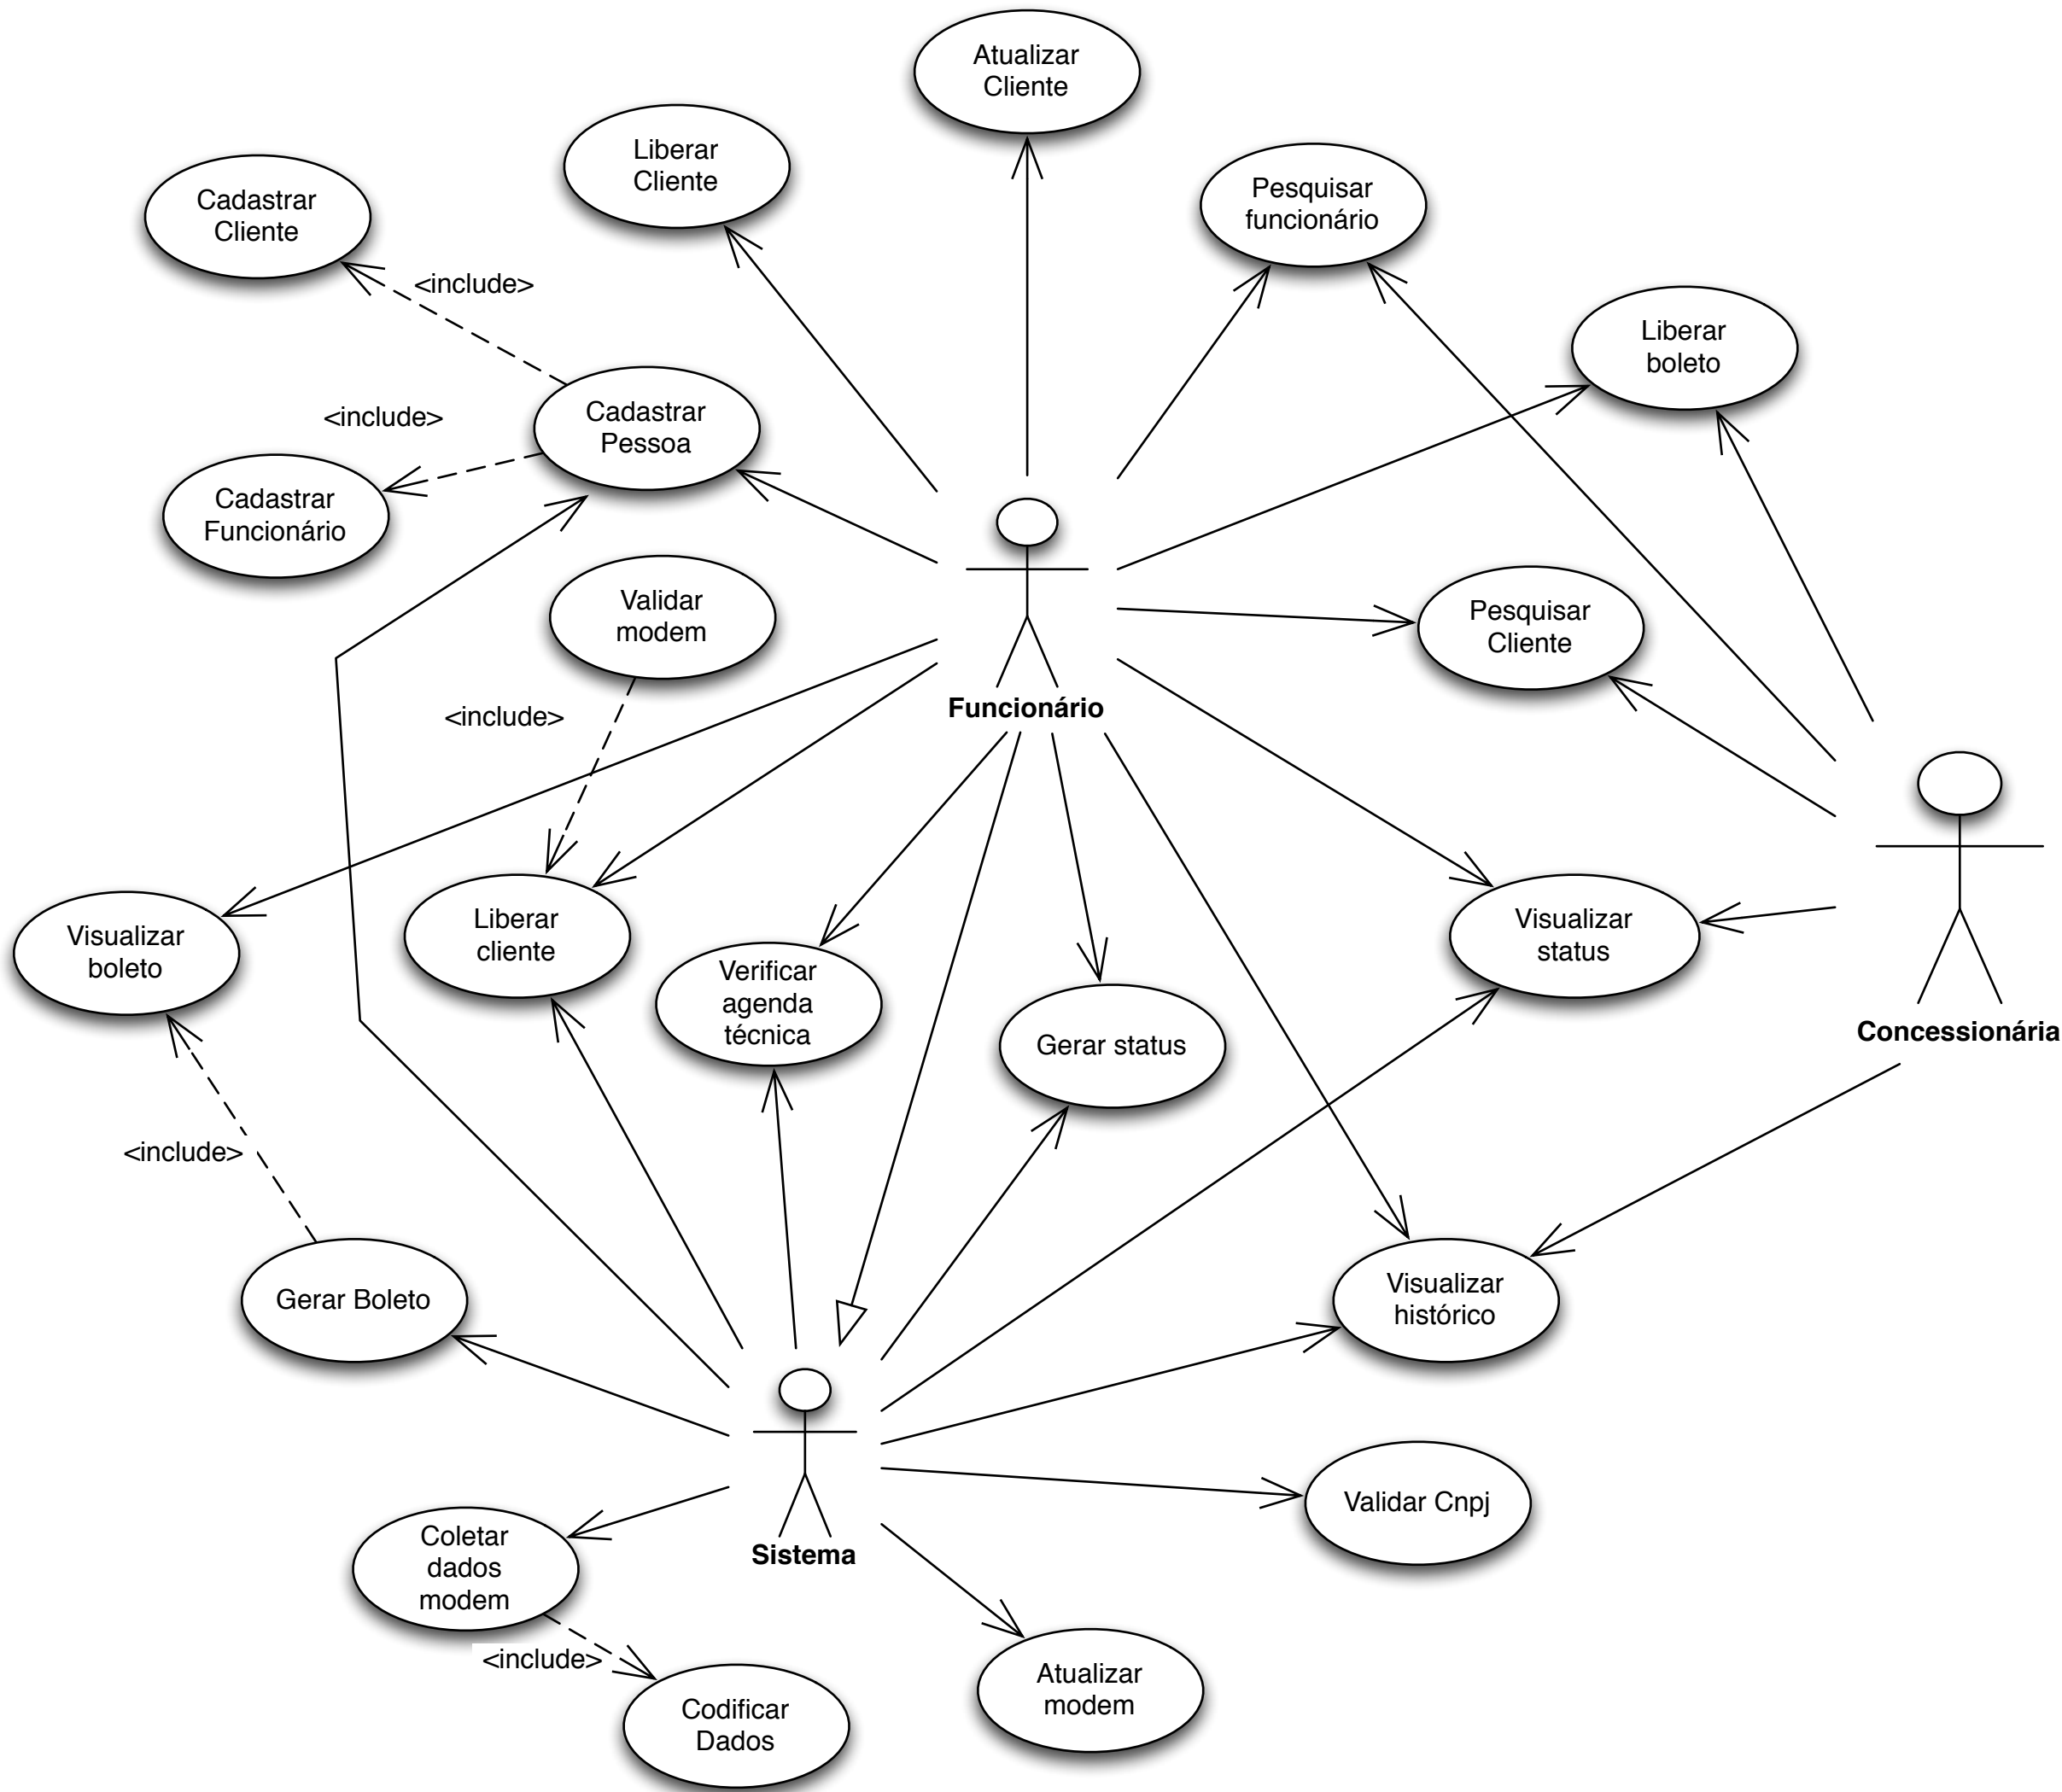 Atualizar
Cliente
Liberar
Cliente
Pesquisar
funcionário
Cadastrar
Cliente
<include>
Liberar
boleto
Cadastrar
Pessoa
<include>
Cadastrar
Funcionário
Validar
modem
Pesquisar
Cliente
Funcionário
<include>
Visualizar
boleto
Liberar
cliente
Verificar
agenda
técnica
Gerar status
Visualizar
status
Concessionária
<include>
Gerar Boleto
Visualizar
histórico
Validar Cnpj
Sistema
Coletar
dados
modem
<include>
Codificar
Dados
Atualizar
modem